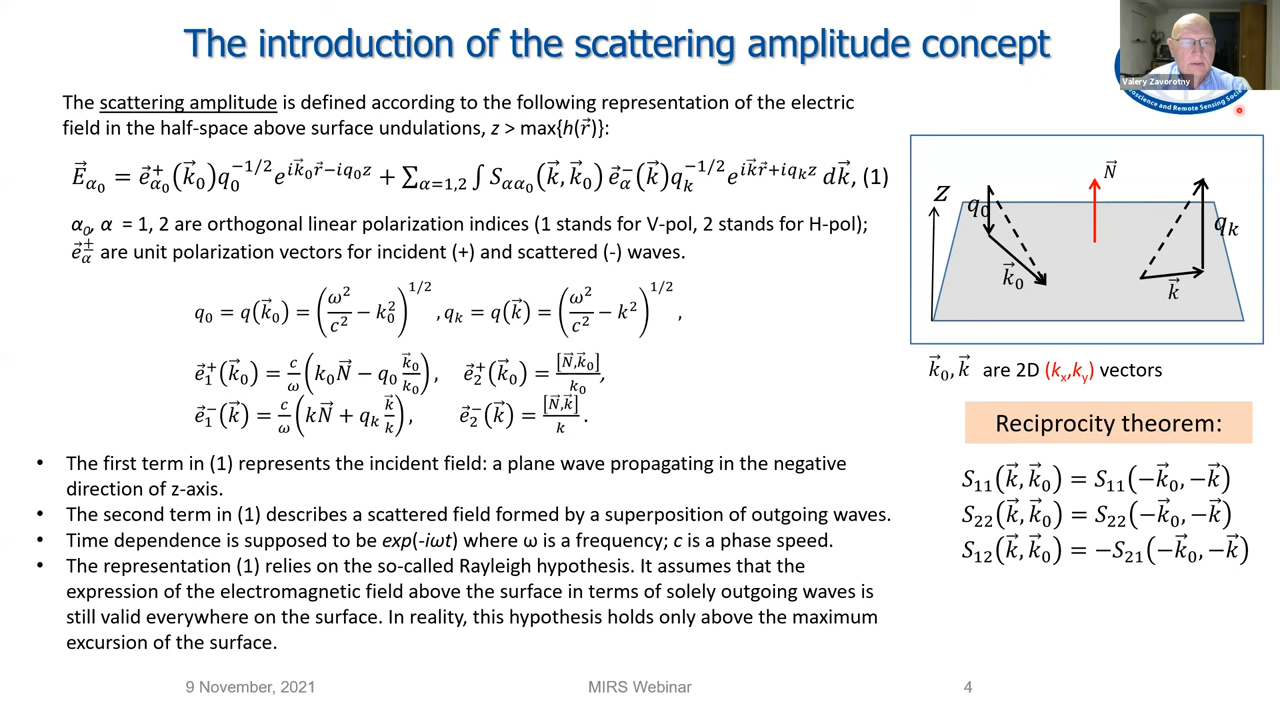 The introduction of the scattering amplitude concept
Valery Zavorotny
oscience and Remote Sensing Soci
The scattering amplitude is defined according to the following representation of the electric
field in the half-space above surface undulations, z > max{h(r⃗)}:
E⃗_α₀ = e⃗⁺_α₀(k⃗₀)q₀^(-1/2) e^(ik⃗₀r⃗−iq₀z) + ∑_(α=1,2) ∫ S_αα₀(k⃗, k⃗₀) e⃗⁻_α(k⃗)q_k^(-1/2) e^(ik⃗r⃗+iq_k z) dk⃗, (1)
α₀, α = 1, 2 are orthogonal linear polarization indices (1 stands for V-pol, 2 stands for H-pol);
e⃗_α^± are unit polarization vectors for incident (+) and scattered (-) waves.
q₀ = q(k⃗₀) = (ω²/c² − k₀²)^(1/2), q_k = q(k⃗) = (ω²/c² − k²)^(1/2),
e⃗₁⁺(k⃗₀) = c/ω (k₀N⃗ − q₀ k⃗₀/k₀), e⃗₂⁺(k⃗₀) = [N⃗,k⃗₀]/k₀,
e⃗₁⁻(k⃗) = c/ω (kN⃗ + q_k k⃗/k), e⃗₂⁻(k⃗) = [N⃗,k⃗]/k.
• The first term in (1) represents the incident field: a plane wave propagating in the negative
direction of z-axis.
• The second term in (1) describes a scattered field formed by a superposition of outgoing waves.
• Time dependence is supposed to be exp(-iωt) where ω is a frequency; c is a phase speed.
• The representation (1) relies on the so-called Rayleigh hypothesis. It assumes that the
expression of the electromagnetic field above the surface in terms of solely outgoing waves is
still valid everywhere on the surface. In reality, this hypothesis holds only above the maximum
excursion of the surface.
z
q₀
k⃗₀
N⃗
q_k
k⃗
k⃗₀, k⃗ are 2D (kₓ,k_y) vectors
Reciprocity theorem:
S₁₁(k⃗, k⃗₀) = S₁₁(−k⃗₀, −k⃗)
S₂₂(k⃗, k⃗₀) = S₂₂(−k⃗₀, −k⃗)
S₁₂(k⃗, k⃗₀) = −S₂₁(−k⃗₀, −k⃗)
9 November, 2021
MIRS Webinar
4